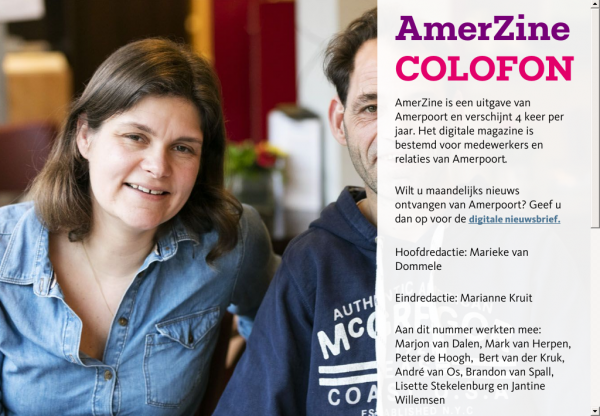 AmerZine
COLOFON
AmerZine is een uitgave van
Amerpoort en verschijnt 4 keer per
jaar. Het digitale magazine is
bestemd voor medewerkers en
relaties van Amerpoort.
Wilt u maandelijks nieuws
ontvangen van Amerpoort? Geef u
dan op voor de digitale nieuwsbrief.
Hoofdredactie: Marieke van
Dommele
Eindredactie: Marianne Kruit
Aan dit nummer werkten mee:
Marjon van Dalen, Mark van Herpen,
Peter de Hoogh, Bert van der Kruk,
André van Os, Brandon van Spall,
Lisette Stekelenburg en Jantine
Willemsen